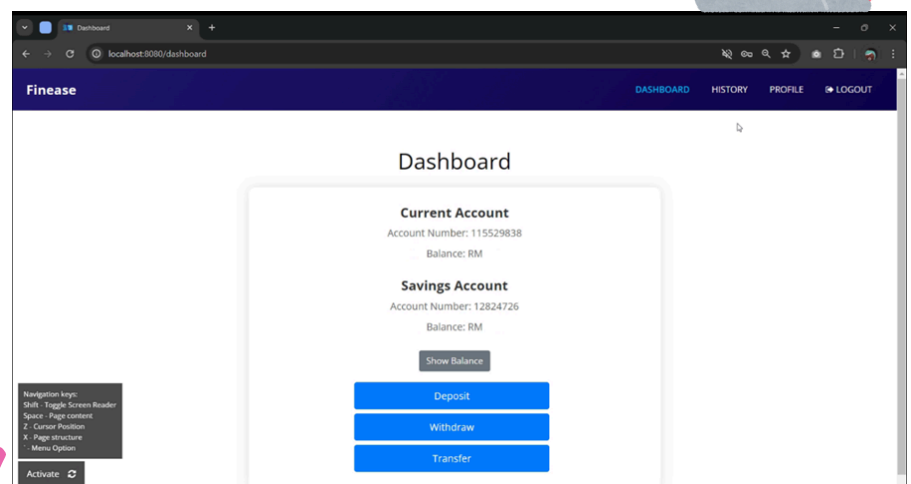 Dashboard
localhost:8080/dashboard
Finease
DASHBOARD HISTORY PROFILE LOGOUT
Dashboard
Current Account
Account Number: 115529838
Balance: RM
Savings Account
Account Number: 12824726
Balance: RM
Show Balance
Deposit
Withdraw
Transfer
Navigation keys:
Shift - Toggle Screen Reader
Space - Page content
Z - Cursor Position
X - Page structure
` - Menu Option
Activate